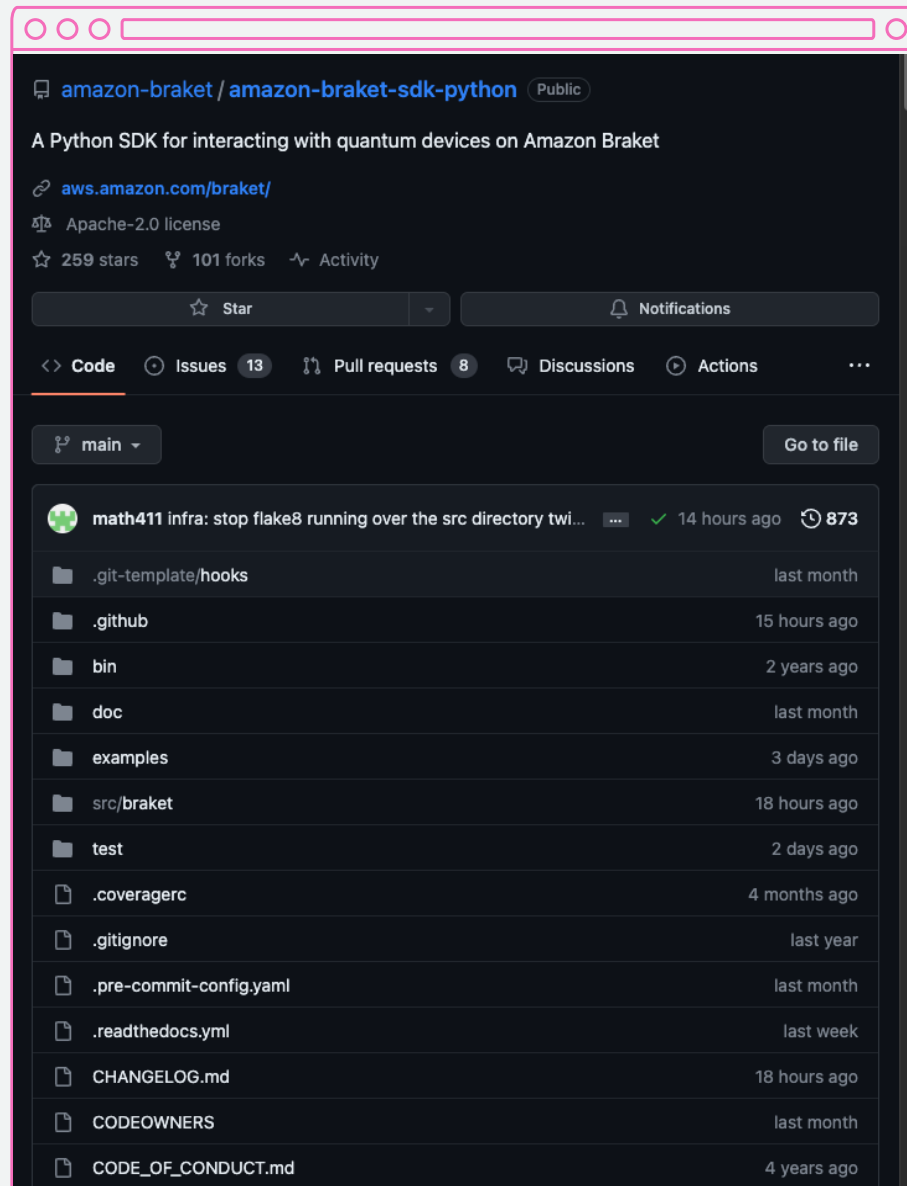 amazon-braket / amazon-braket-sdk-python Public
A Python SDK for interacting with quantum devices on Amazon Braket
aws.amazon.com/braket/
Apache-2.0 license
259 stars 101 forks Activity
Star Notifications
Code Issues 13 Pull requests 8 Discussions Actions ...
main Go to file
math411 infra: stop flake8 running over the src directory twi... ... 14 hours ago 873
.git-template/hooks last month
.github 15 hours ago
bin 2 years ago
doc last month
examples 3 days ago
src/braket 18 hours ago
test 2 days ago
.coveragerc 4 months ago
.gitignore last year
.pre-commit-config.yaml last month
.readthedocs.yml last week
CHANGELOG.md 18 hours ago
CODEOWNERS last month
CODE_OF_CONDUCT.md 4 years ago